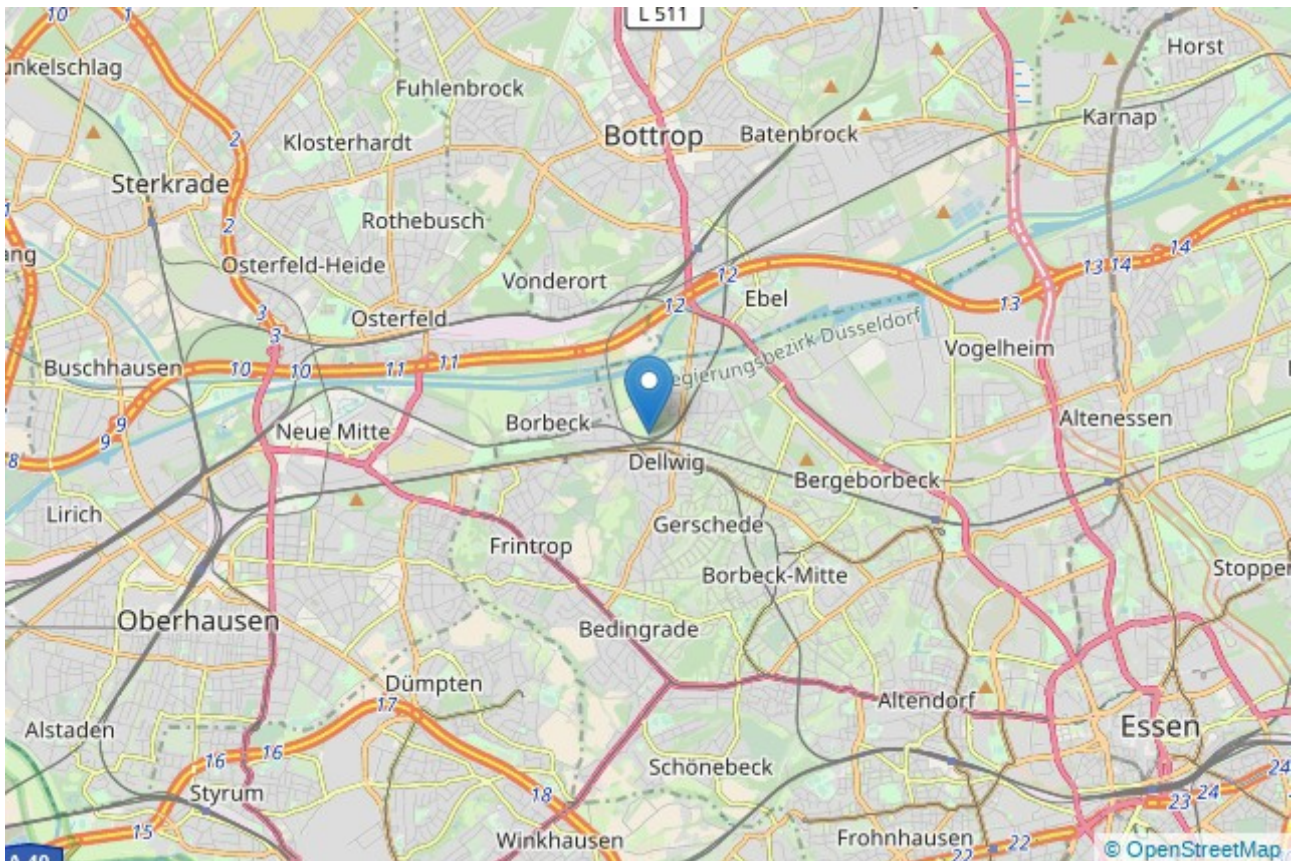 10
1
L 511
Horst
unkelschlag
Fuhlenbrock
Karnap
2
Klosterhardt
Bottrop
Batenbrock
Sterkrade
1
2
Rothebusch
ang
Osterfeld-Heide
Vonderort
12
13
14
14
3
12
Ebel
13
Osterfeld
3
Regierungsbezirk Düsseldorf
Vogelheim
Buschhausen
10
10
11
11
9
9
8
Neue Mitte
Borbeck
Altenessen
Dellwig
Bergeborbeck
Lirich
Gerschede
Frintrop
Borbeck-Mitte
Stoppen
Oberhausen
Bedingrade
Dümpten
17
Altendorf
Alstaden
Essen
16
16
Schönebeck
24
Styrum
18
23
24
15
Winkhausen
Frohnhausen
22
22
A 40
© OpenStreetMap